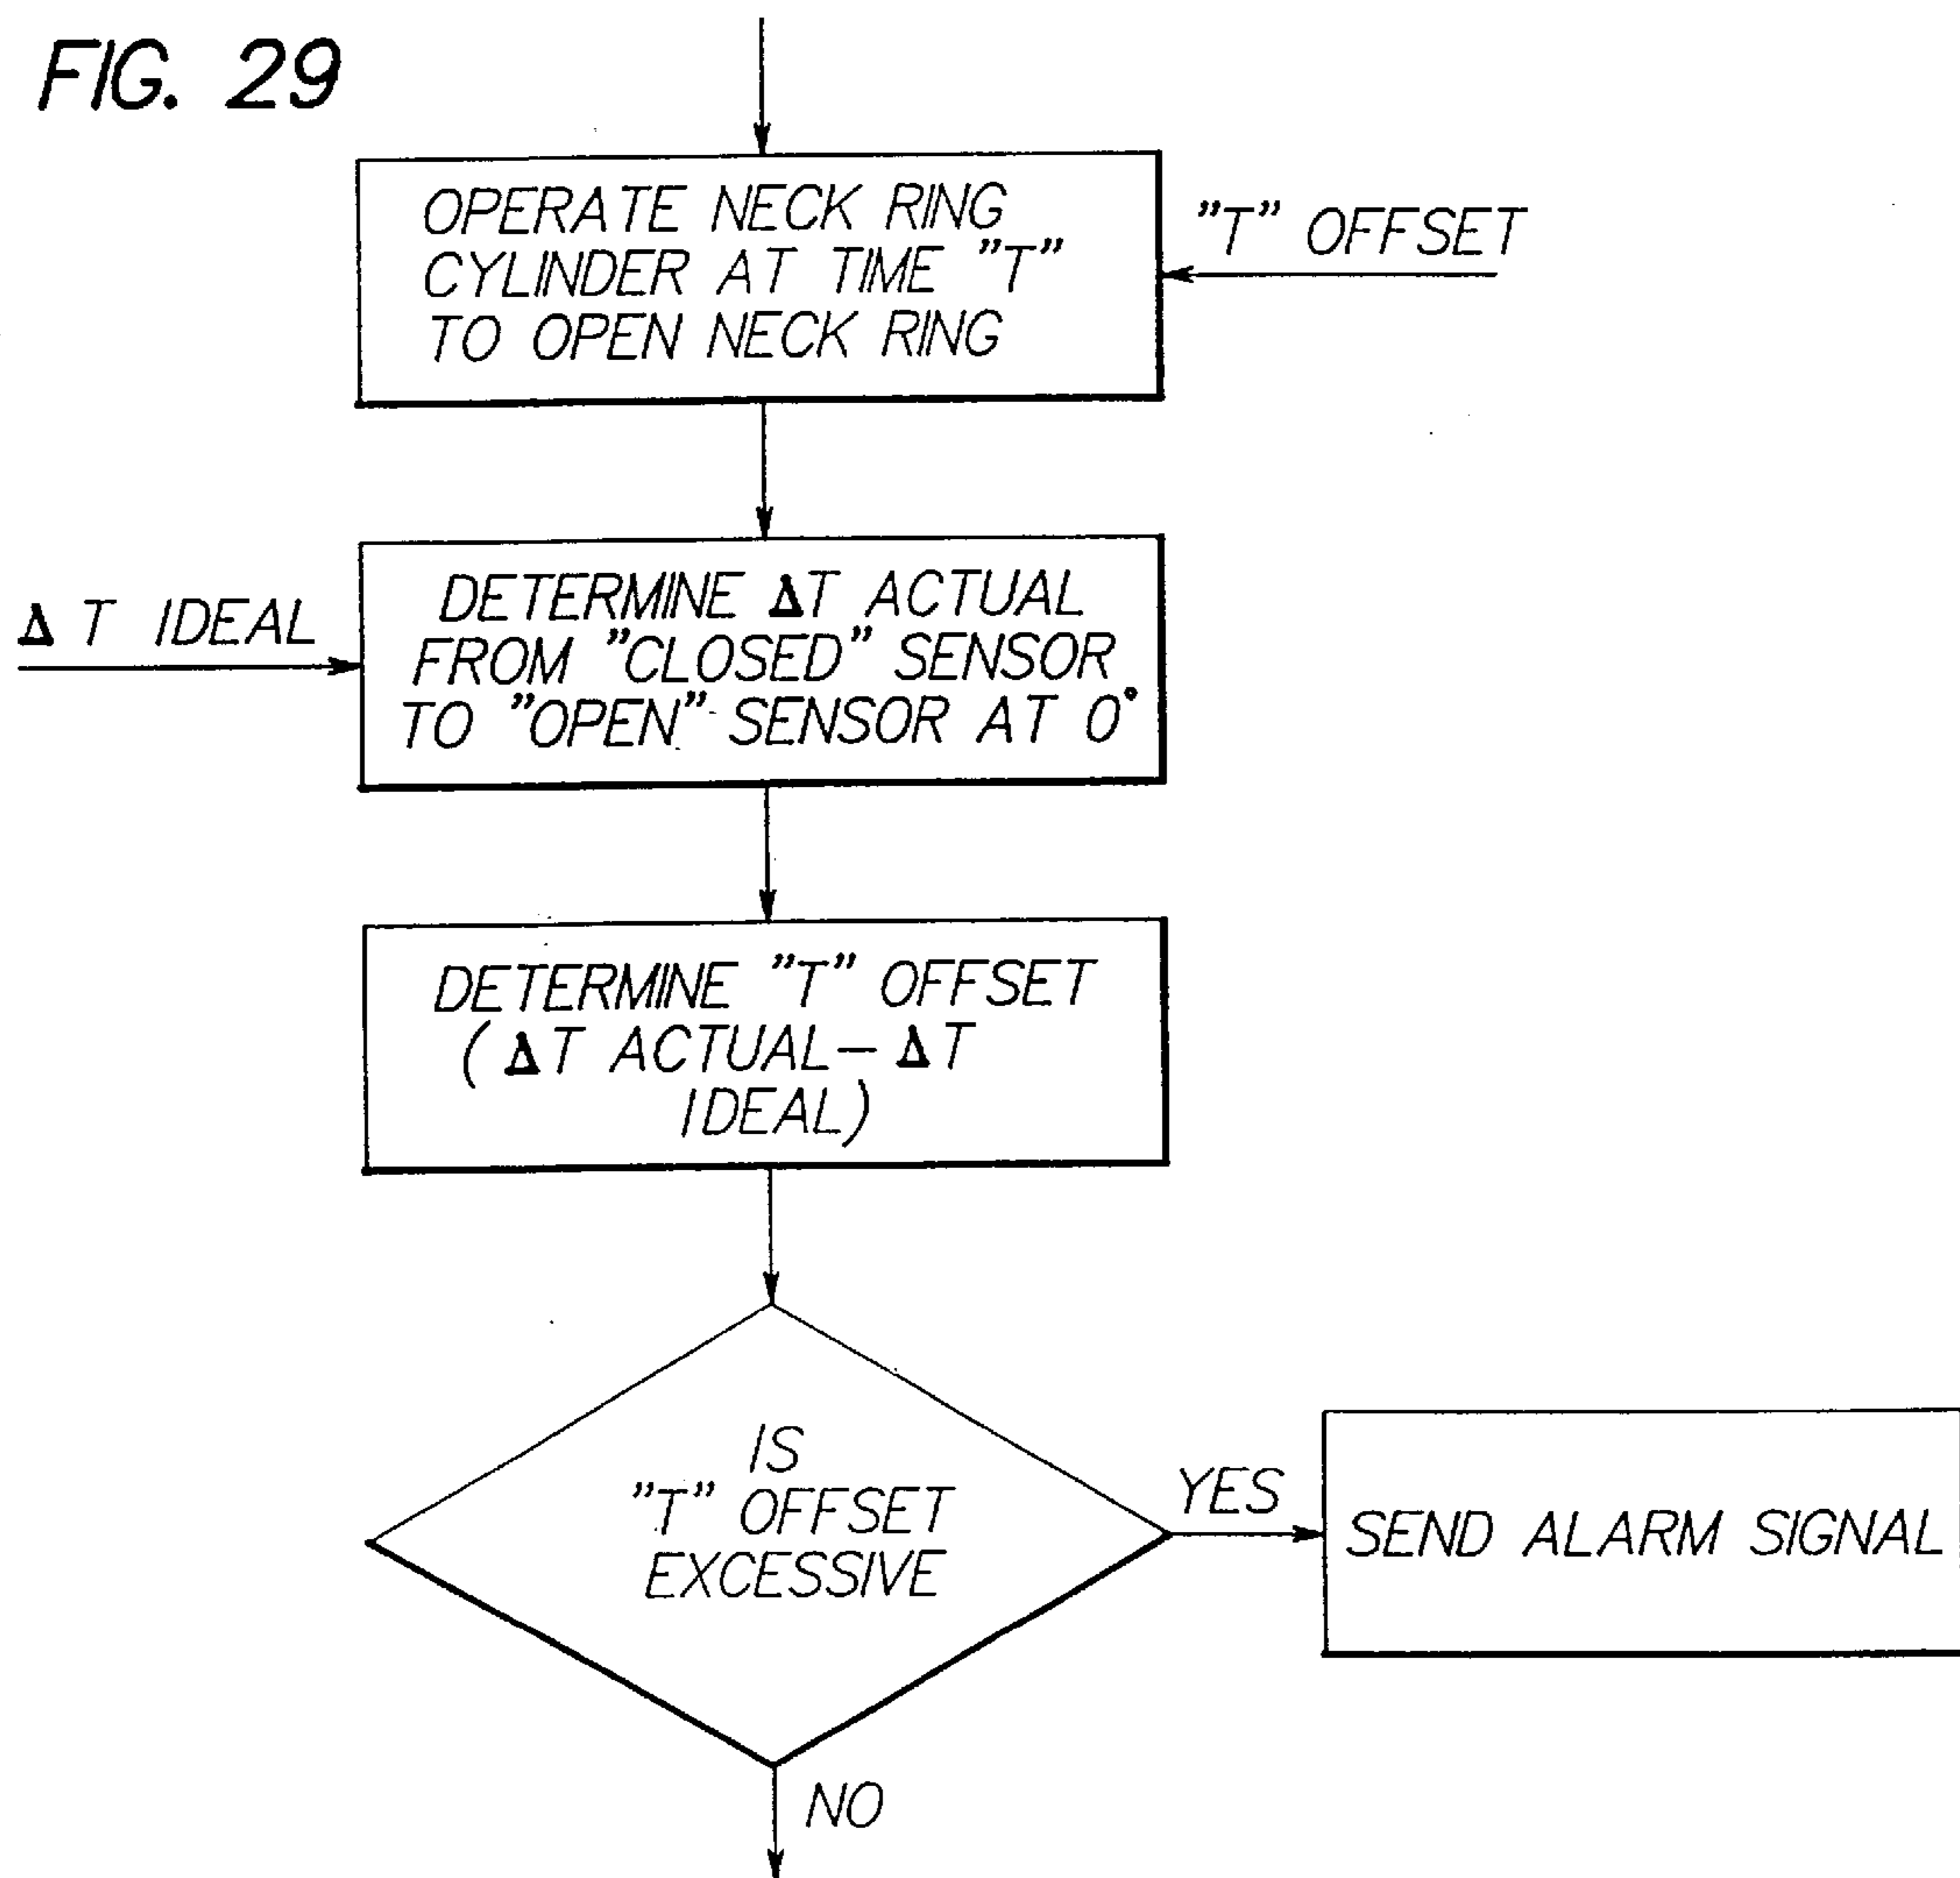 FIG. 29
OPERATE NECK RING
CYLINDER AT TIME "T"
TO OPEN NECK RING
"T" OFFSET
Δ T IDEAL
DETERMINE ΔT ACTUAL
FROM "CLOSED" SENSOR
TO "OPEN" SENSOR AT 0°
DETERMINE "T" OFFSET
(ΔT ACTUAL - ΔT
IDEAL)
IS
"T" OFFSET
EXCESSIVE
YES
SEND ALARM SIGNAL
NO